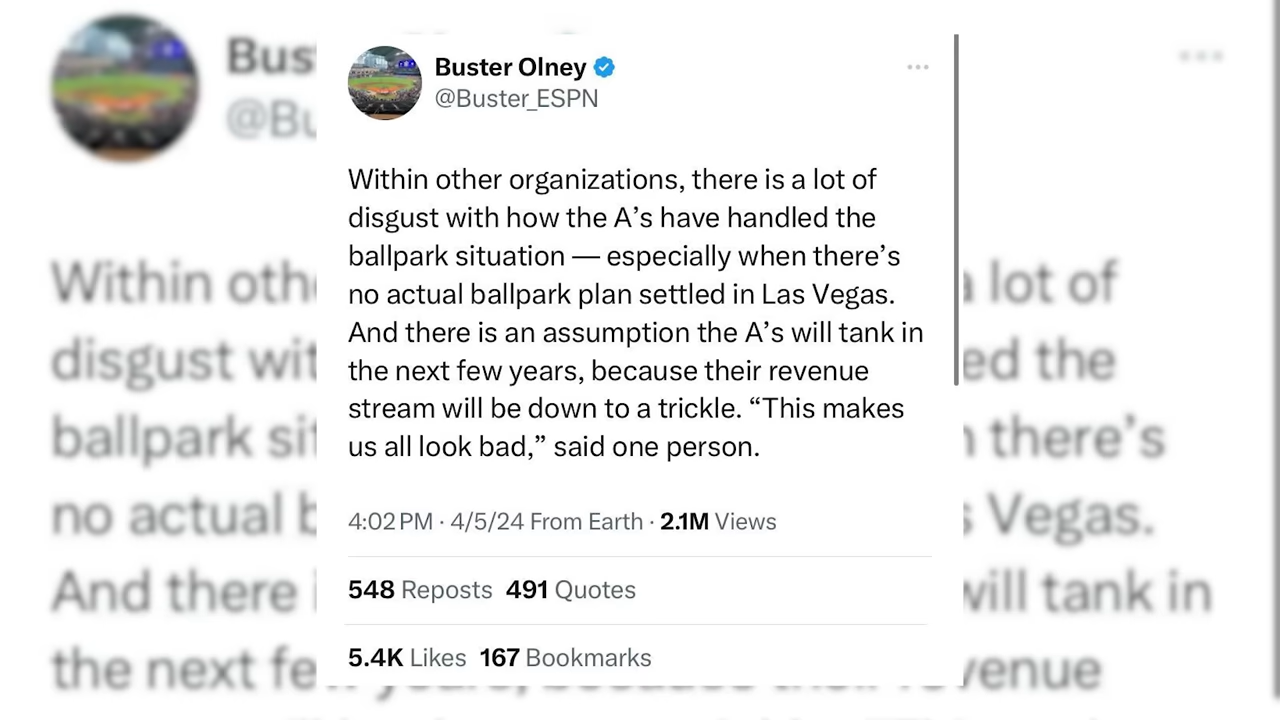 Buster Olney
@Buster_ESPN
Within other organizations, there is a lot of
disgust with how the A’s have handled the
ballpark situation — especially when there’s
no actual ballpark plan settled in Las Vegas.
And there is an assumption the A’s will tank in
the next few years, because their revenue
stream will be down to a trickle. “This makes
us all look bad,” said one person.
4:02 PM · 4/5/24 From Earth · 2.1M Views
548 Reposts 491 Quotes
5.4K Likes 167 Bookmarks